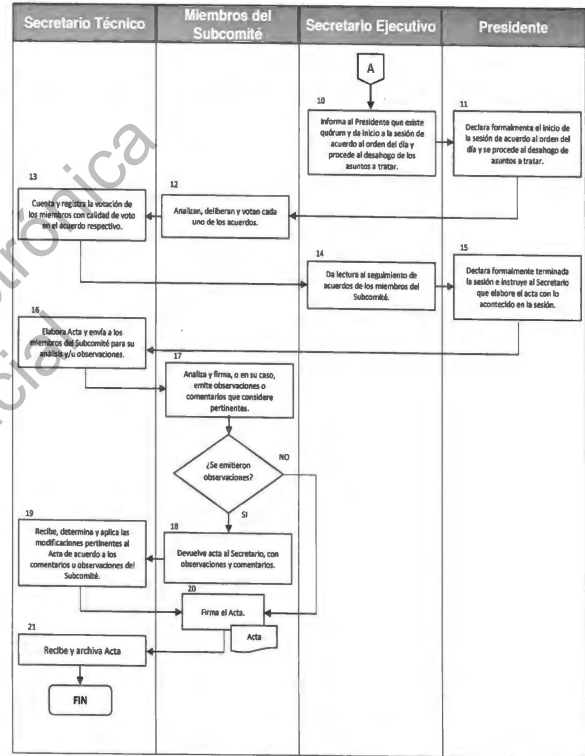 Secretario Técnico
Miembros del
Subcomité
Secretario Ejecutivo
Presidente
A
10
Informa al Presidente que existe
quórum y da inicio a la sesión de
acuerdo al orden del día y
procede al desahogo de los
asuntos a tratar.
11
Declara formalmente el inicio de
la sesión de acuerdo al orden del
día y se procede al desahogo de
asuntos a tratar.
12
Analizan, deliberan y votan cada
uno de los acuerdos.
13
Cuenta y registra la votación de
los miembros con calidad de voto
en el acuerdo respectivo.
14
Da lectura al seguimiento de
acuerdos de los miembros del
Subcomité.
15
Declara formalmente terminada
la sesión e instruye al Secretario
que elabore el acta con lo
acontecido en la sesión.
16
Elabora Acta y envía a los
miembros del Subcomité para su
análisis y/u observaciones.
17
Analiza y firma, o en su caso,
emite observaciones o
comentarios que considere
pertinentes.
¿Se emitieron
observaciones?
NO
SI
18
Devuelve acta al Secretario, con
observaciones y comentarios.
19
Recibe, determina y aplica las
modificaciones pertinentes al
Acta de acuerdo a los
comentarios u observaciones del
Subcomité.
20
Firma el Acta.
Acta
21
Recibe y archiva Acta
FIN